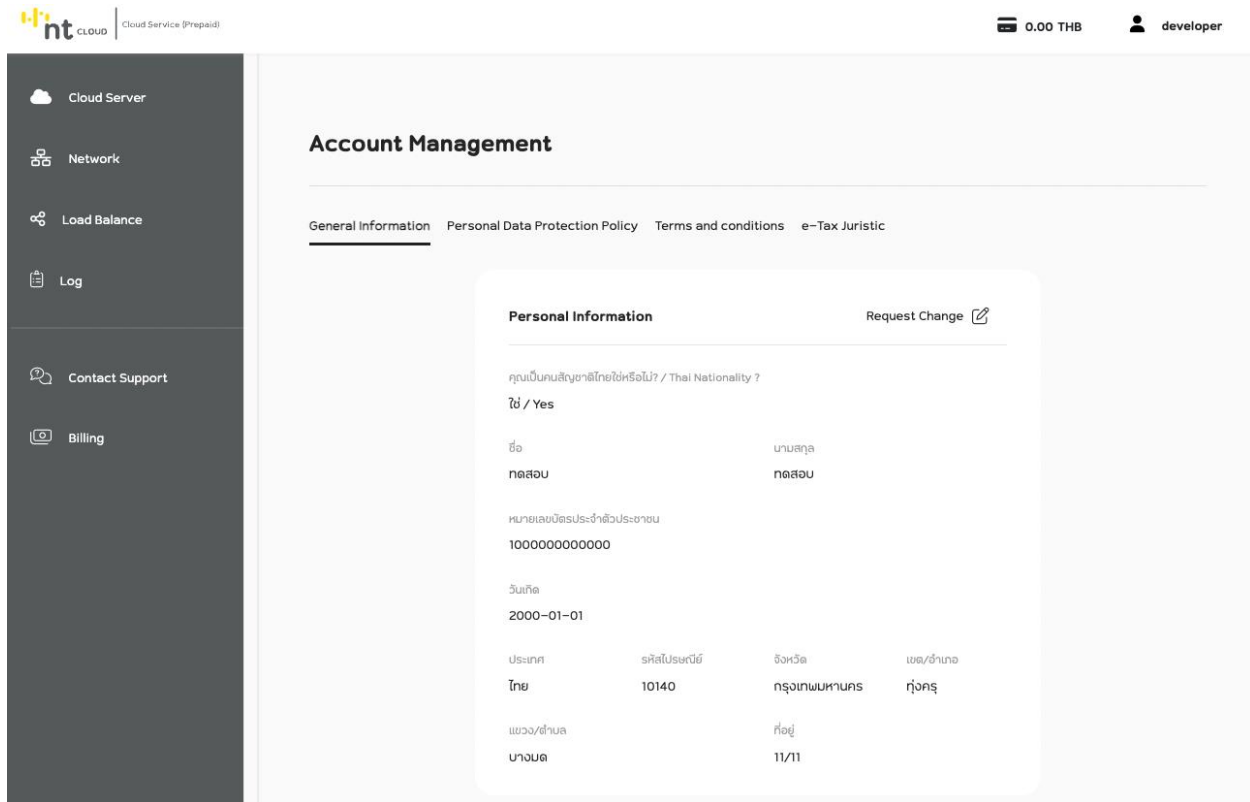 nt CLOUD Cloud Service (Prepaid)
0.00 THB developer
Cloud Server
Network
Load Balance
Log
Contact Support
Billing
Account Management
General Information Personal Data Protection Policy Terms and conditions e-Tax Juristic
Personal Information Request Change
คุณเป็นคนสัญชาติไทยใช่หรือไม่? / Thai Nationality ?
ใช่ / Yes
ชื่อ นามสกุล
ทดสอบ ทดสอบ
หมายเลขบัตรประจำตัวประชาชน
1000000000000
วันเกิด
2000-01-01
ประเทศ รหัสไปรษณีย์ จังหวัด เขต/อำเภอ
ไทย 10140 กรุงเทพมหานคร ทุ่งครุ
แขวง/ตำบล ที่อยู่
บางมด 11/11